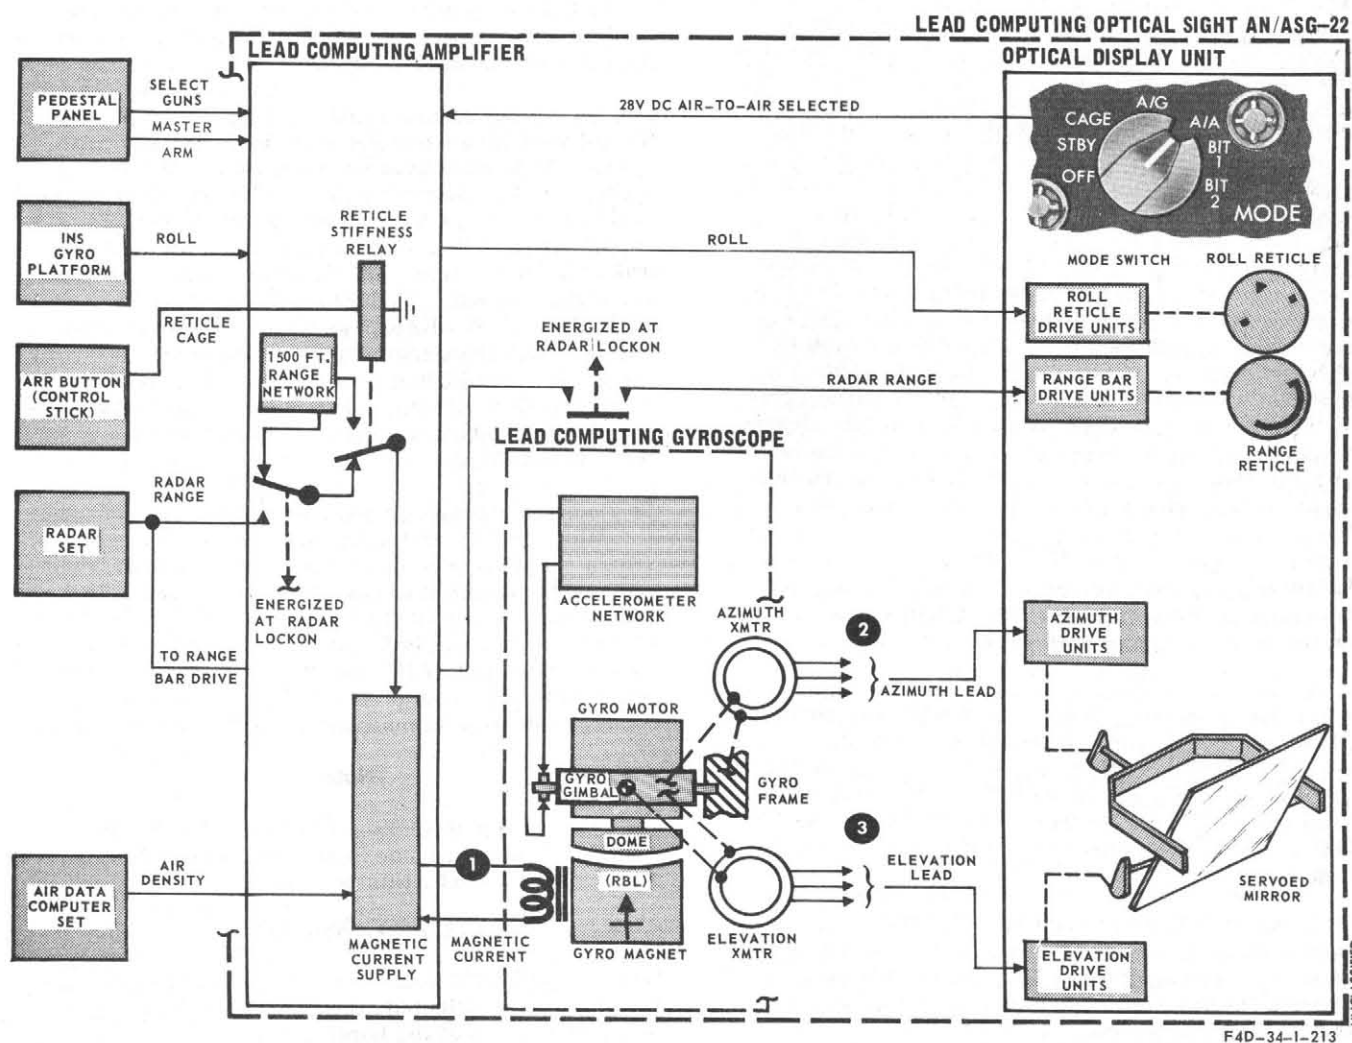 LEAD COMPUTING OPTICAL SIGHT AN/ASG-22
LEAD COMPUTING AMPLIFIER
OPTICAL DISPLAY UNIT
PEDESTAL
PANEL
SELECT
GUNS
MASTER
ARM
28V DC AIR-TO-AIR SELECTED
A/G
CAGE
A/A
STBY
BIT
1
OFF
BIT
2
MODE
INS
GYRO
PLATFORM
ROLL
RETICLE
STIFFNESS
RELAY
ROLL
MODE SWITCH
ROLL RETICLE
ROLL
RETICLE
DRIVE UNITS
RETICLE
CAGE
ENERGIZED AT
RADAR LOCKON
1500 FT.
RANGE
NETWORK
ARR BUTTON
(CONTROL
STICK)
RADAR RANGE
RANGE BAR
DRIVE UNITS
RANGE
RETICLE
LEAD COMPUTING GYROSCOPE
RADAR
RANGE
RADAR
SET
ENERGIZED
AT RADAR
LOCKON
ACCELEROMETER
NETWORK
AZIMUTH
XMTR
2
AZIMUTH LEAD
AZIMUTH
DRIVE
UNITS
TO RANGE
BAR DRIVE
GYRO MOTOR
GYRO
GIMBAL
GYRO
FRAME
DOME
3
(RBL)
ELEVATION
LEAD
AIR
DENSITY
1
AIR DATA
COMPUTER
SET
SERVOED
MIRROR
MAGNETIC
CURRENT
SUPPLY
MAGNETIC
CURRENT
GYRO MAGNET
ELEVATION
XMTR
ELEVATION
DRIVE
UNITS
F4D-34-1-213